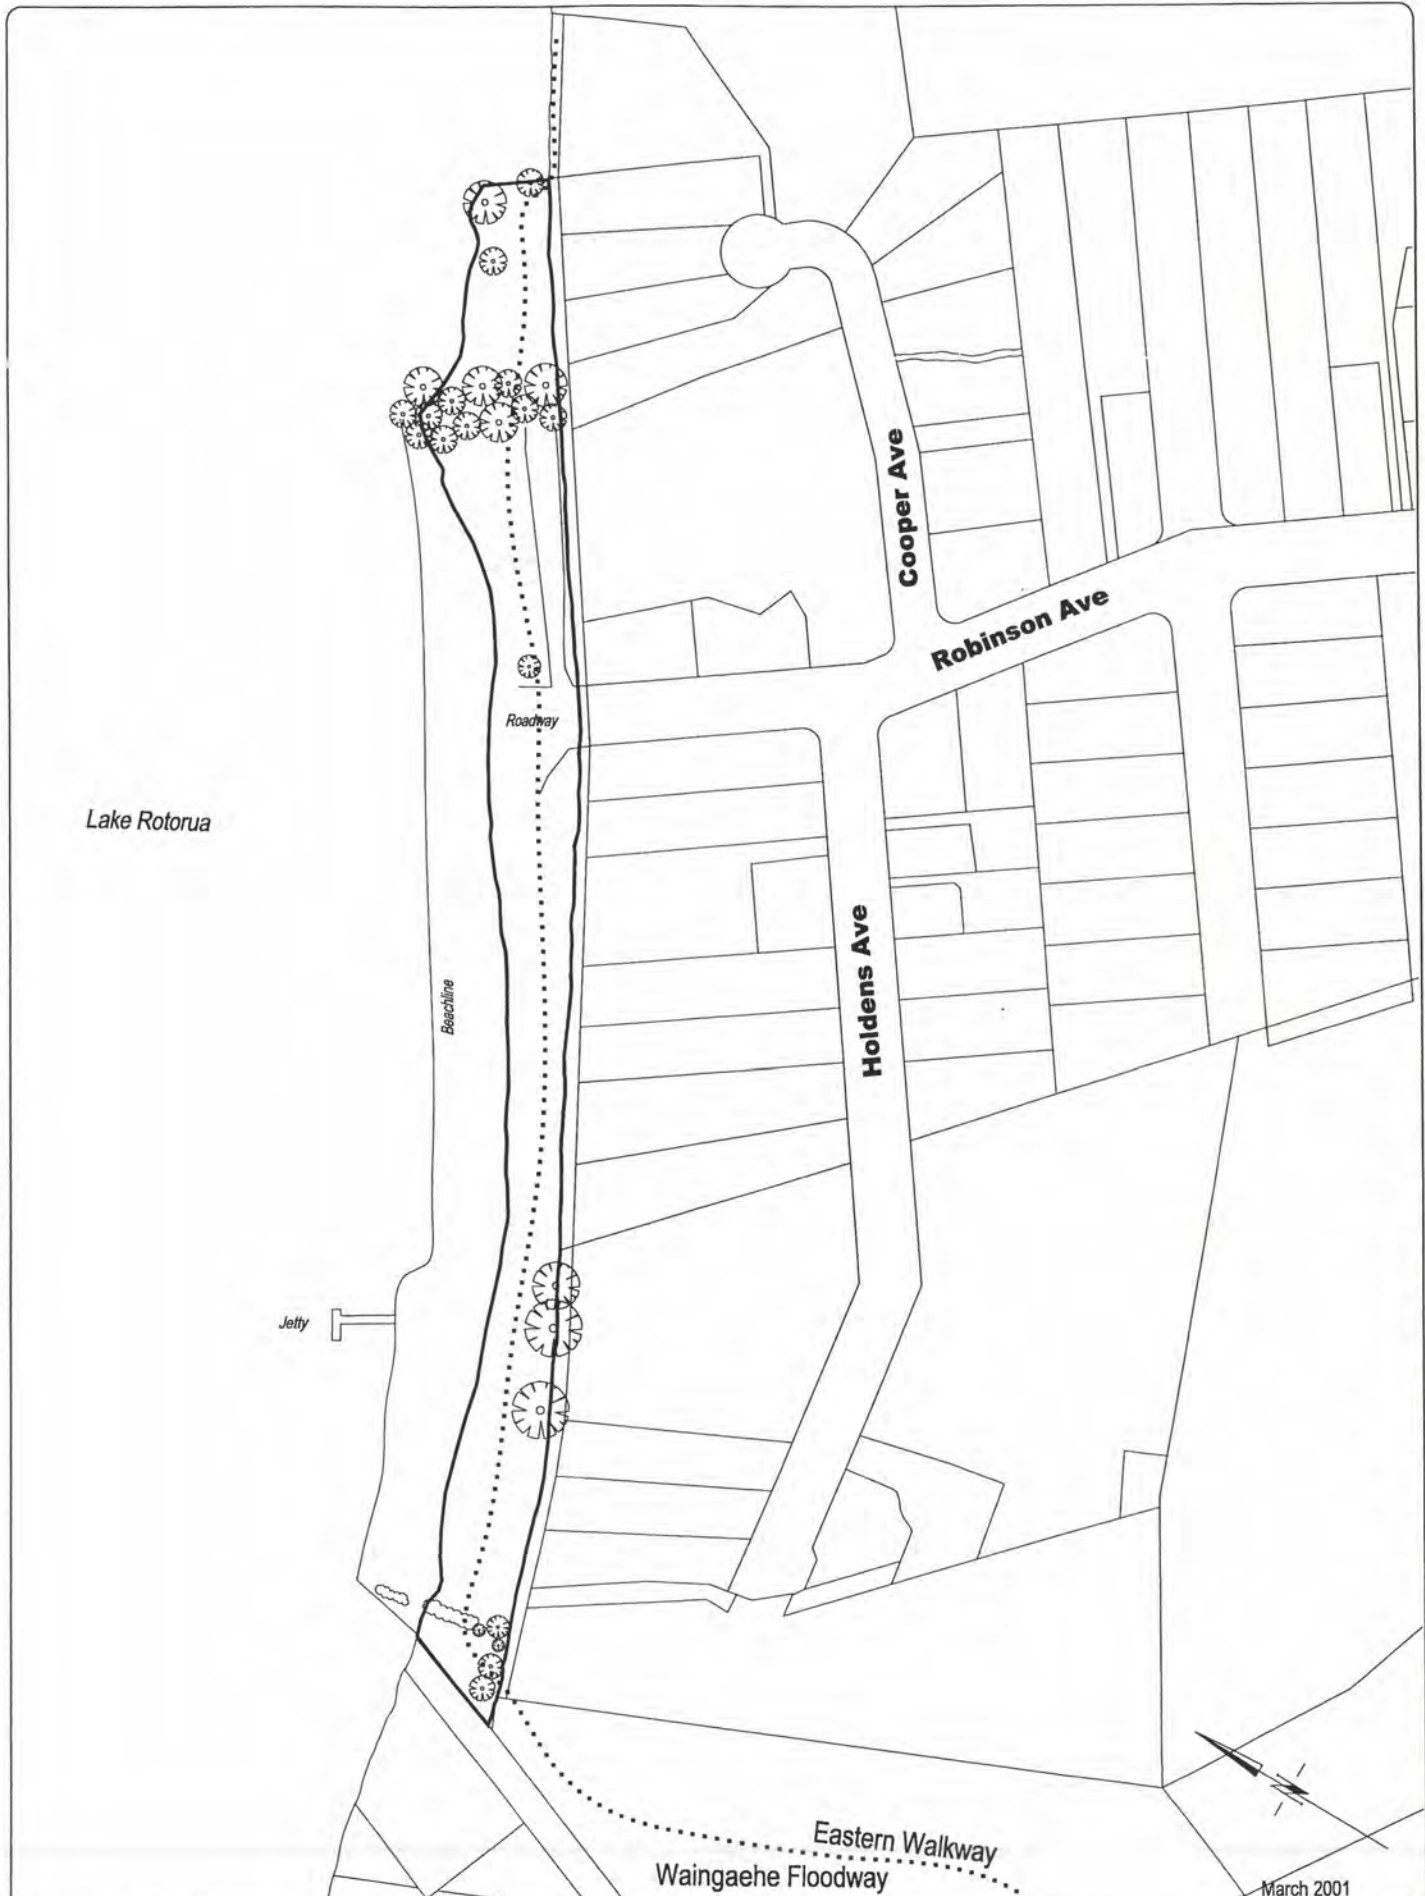 Cooper Ave
Robinson Ave
Roadway
Lake Rotorua
Holdens Ave
Beachline
Jetty
Eastern Walkway
Waingaehe Floodway
March 2001